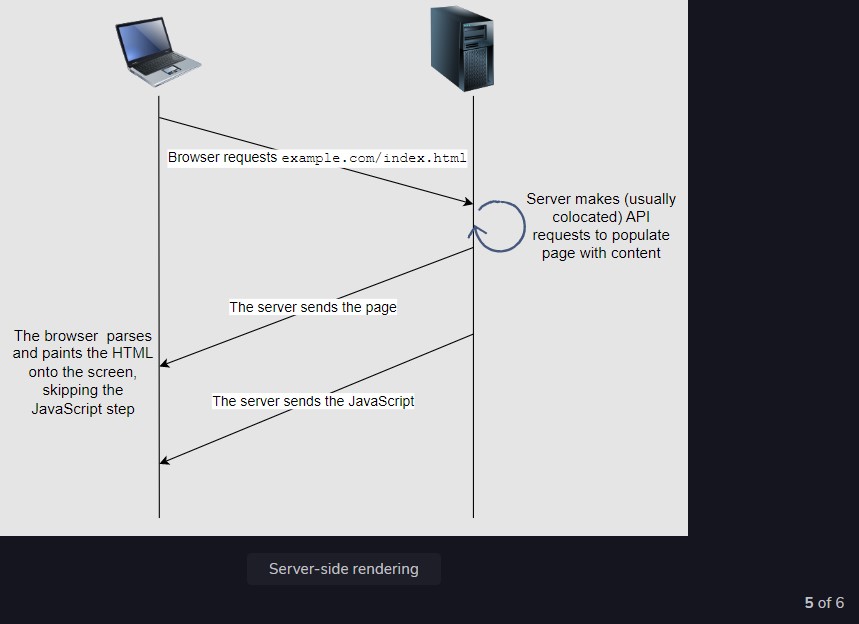 Browser requests example.com/index.html
Server makes (usually
colocated) API
requests to populate
page with content
The server sends the page
The browser parses
and paints the HTML
onto the screen,
skipping the
JavaScript step
The server sends the JavaScript
Server-side rendering
5 of 6